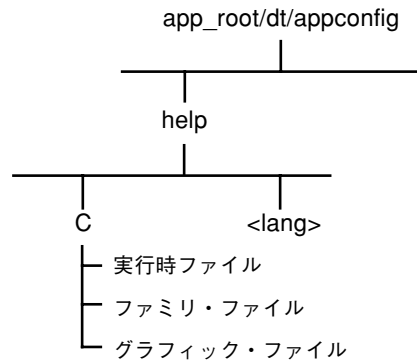 app_root/dt/appconfig
help
C
<lang>
実行時ファイル
ファミリ・ファイル
グラフィック・ファイル